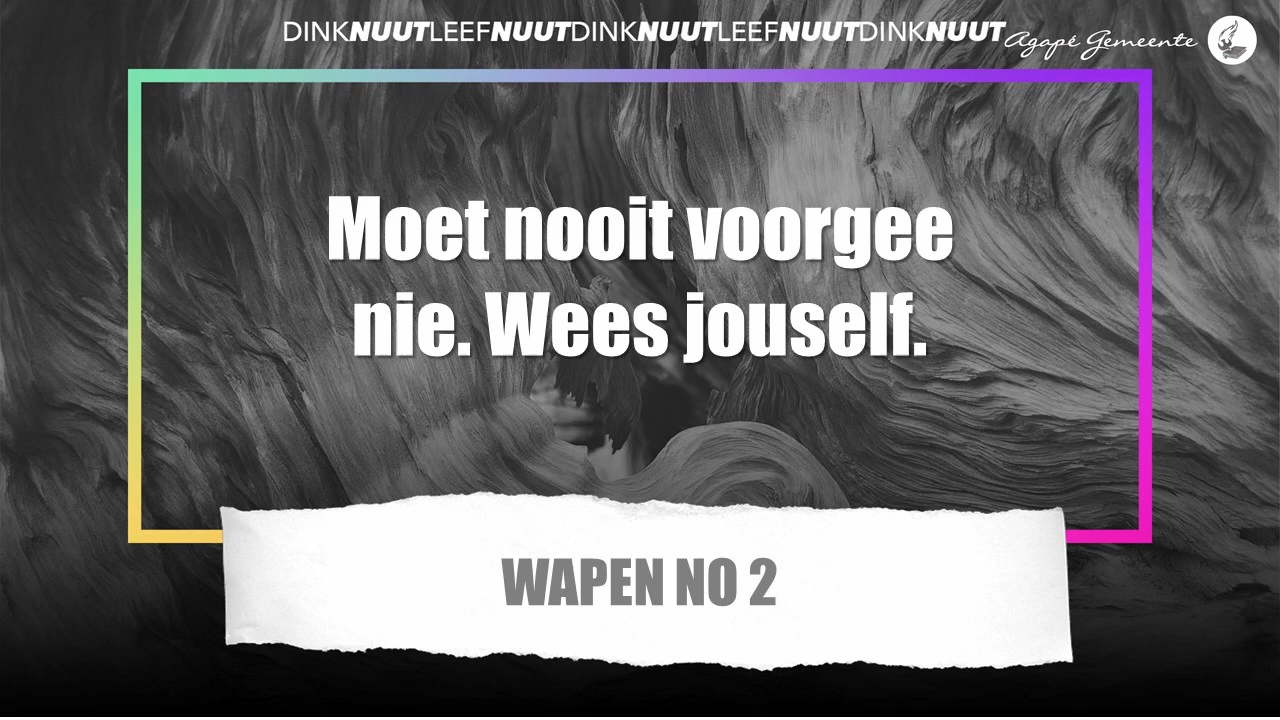 DINKNUUTLEEFNUUTDINKNUUTLEEFNUUTDINKNUUT Agapé Gemeente
Moet nooit voorgee
nie. Wees jouself.
WAPEN NO 2